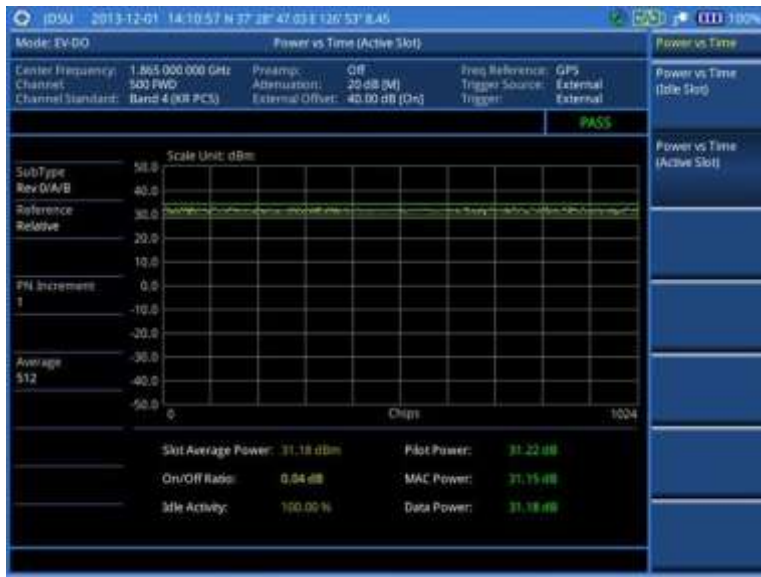 JDSU 2013-12-01 14:10:57 N 37° 28' 47.03 E 126° 53' 8.45 100%
Mode: EV-DO Power vs Time (Active Slot) Power vs Time
Center Frequency: 1.865 000 000 GHz Preamp: Off Freq Reference: GPS
Channel: 500 FWD Attenuation: 20 dB [M] Trigger Source: External
Channel Standard: Band 4 (KR PCS) External Offset: 40.00 dB [On] Trigger: External
Power vs Time
(Idle Slot)
PASS
Power vs Time
(Active Slot)
Scale Unit: dBm
SubType
Rev 0/A/B
Reference
Relative
PN Increment
1
Average
512
50.0
40.0
30.0
20.0
10.0
0.0
-10.0
-20.0
-30.0
-40.0
-50.0
0 Chips 1024
Slot Average Power: 31.18 dBm Pilot Power: 31.22 dB
On/Off Ratio: 0.04 dB MAC Power: 31.15 dB
Idle Activity: 100.00 % Data Power: 31.18 dB